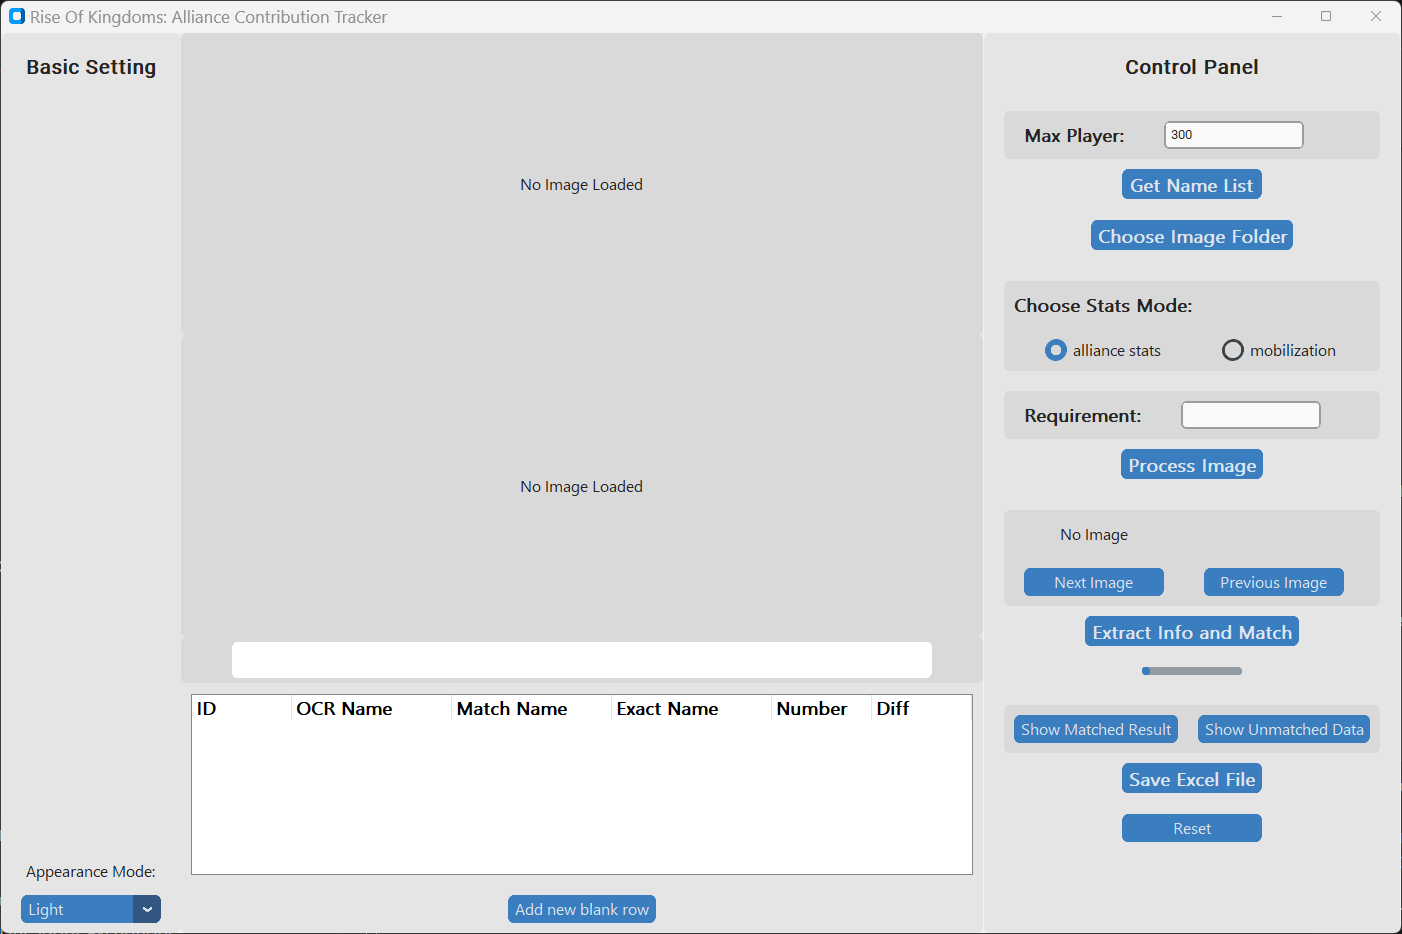 Rise Of Kingdoms: Alliance Contribution Tracker
Basic Setting
Appearance Mode:
Light
No Image Loaded
No Image Loaded
ID OCR Name Match Name Exact Name Number Diff
Add new blank row
Control Panel
Max Player: 300
Get Name List
Choose Image Folder
Choose Stats Mode:
alliance stats mobilization
Requirement:
Process Image
No Image
Next Image Previous Image
Extract Info and Match
Show Matched Result Show Unmatched Data
Save Excel File
Reset